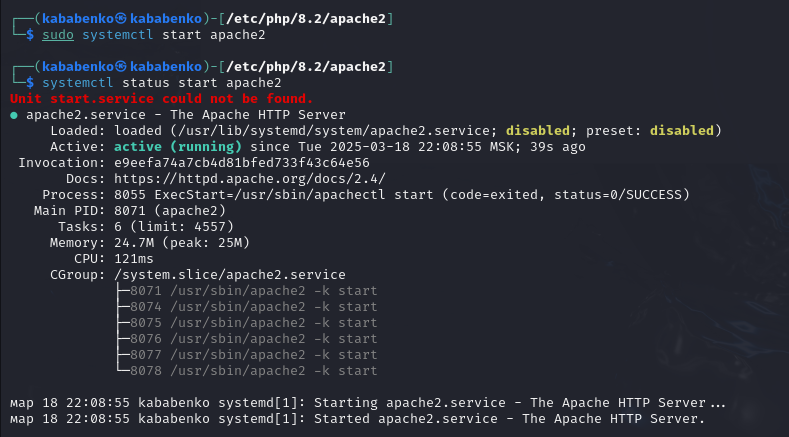 ┌──(kababenko㉿kababenko)-[/etc/php/8.2/apache2]
└─$ sudo systemctl start apache2
┌──(kababenko㉿kababenko)-[/etc/php/8.2/apache2]
└─$ systemctl status start apache2
Unit start.service could not be found.
● apache2.service - The Apache HTTP Server
Loaded: loaded (/usr/lib/systemd/system/apache2.service; disabled; preset: disabled)
Active: active (running) since Tue 2025-03-18 22:08:55 MSK; 39s ago
Invocation: e9eefa74a7cb4d81bfed733f43c64e56
Docs: https://httpd.apache.org/docs/2.4/
Process: 8055 ExecStart=/usr/sbin/apachectl start (code=exited, status=0/SUCCESS)
Main PID: 8071 (apache2)
Tasks: 6 (limit: 4557)
Memory: 24.7M (peak: 25M)
CPU: 121ms
CGroup: /system.slice/apache2.service
├─8071 /usr/sbin/apache2 -k start
├─8074 /usr/sbin/apache2 -k start
├─8075 /usr/sbin/apache2 -k start
├─8076 /usr/sbin/apache2 -k start
├─8077 /usr/sbin/apache2 -k start
└─8078 /usr/sbin/apache2 -k start
мар 18 22:08:55 kababenko systemd[1]: Starting apache2.service - The Apache HTTP Server...
мар 18 22:08:55 kababenko systemd[1]: Started apache2.service - The Apache HTTP Server.